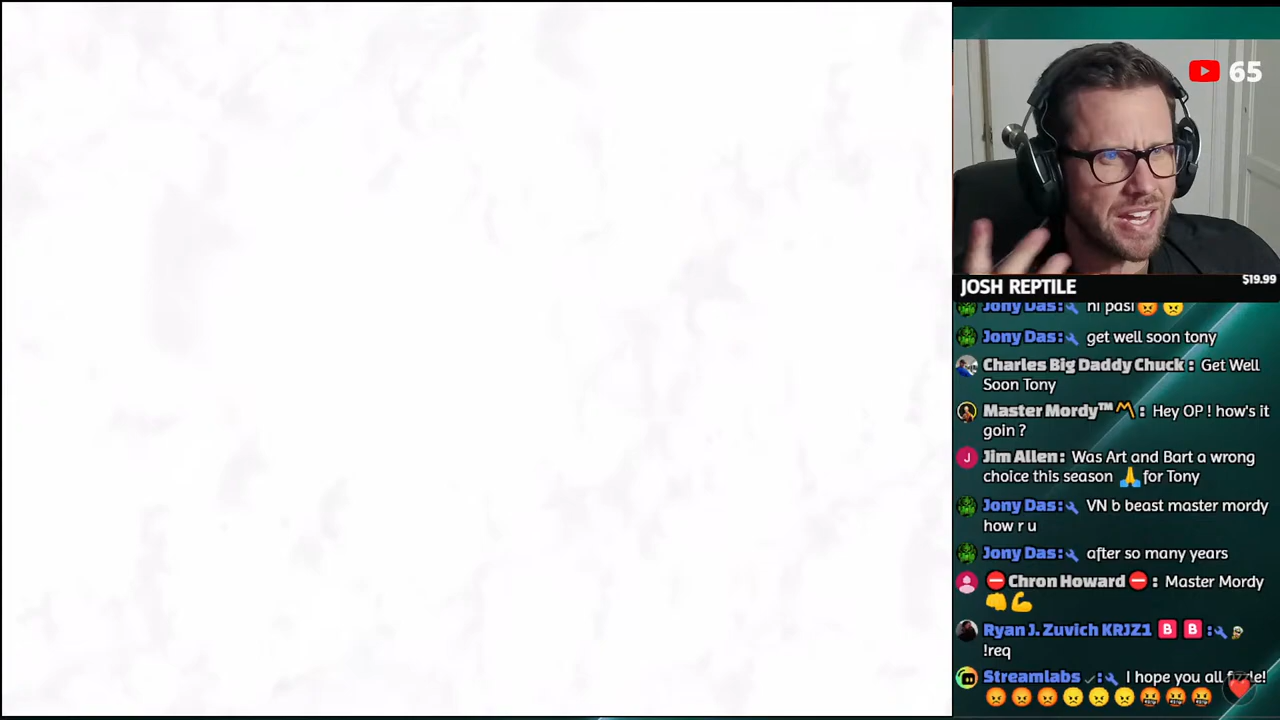 65
JOSH REPTILE
$19.99
Jony Das: hi pasi
Jony Das: get well soon tony
Charles Big Daddy Chuck : Get Well
Soon Tony
Master Mordy™ : Hey OP ! how's it
goin ?
J Jim Allen: Was Art and Bart a wrong
choice this season 🙏 for Tony
Jony Das: VN b beast master mordy
how r u
Jony Das: after so many years
⛔ Chron Howard ⛔ : Master Mordy
👊 💪
Ryan J. Zuvich KRJZ1 B B :
!req
Streamlabs : I hope you all
😡 😡 😡 😠 😠 😠 🤬 🤬 🤬